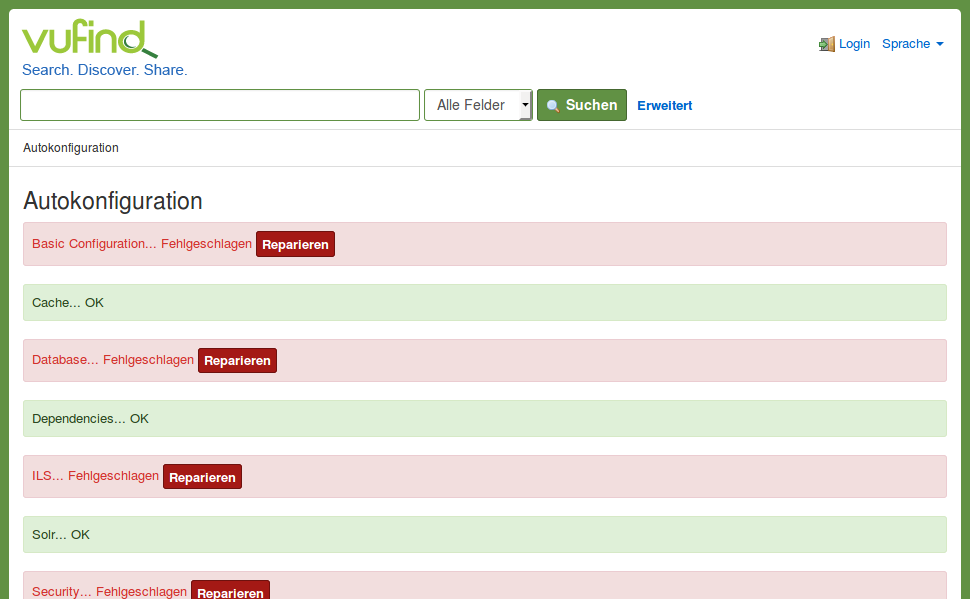 vufind
Login Sprache
Search. Discover. Share.
Alle Felder Suchen Erweitert
Autokonfiguration
Autokonfiguration
Basic Configuration... Fehlgeschlagen Reparieren
Cache... OK
Database... Fehlgeschlagen Reparieren
Dependencies... OK
ILS... Fehlgeschlagen Reparieren
Solr... OK
Security... Fehlgeschlagen Reparieren